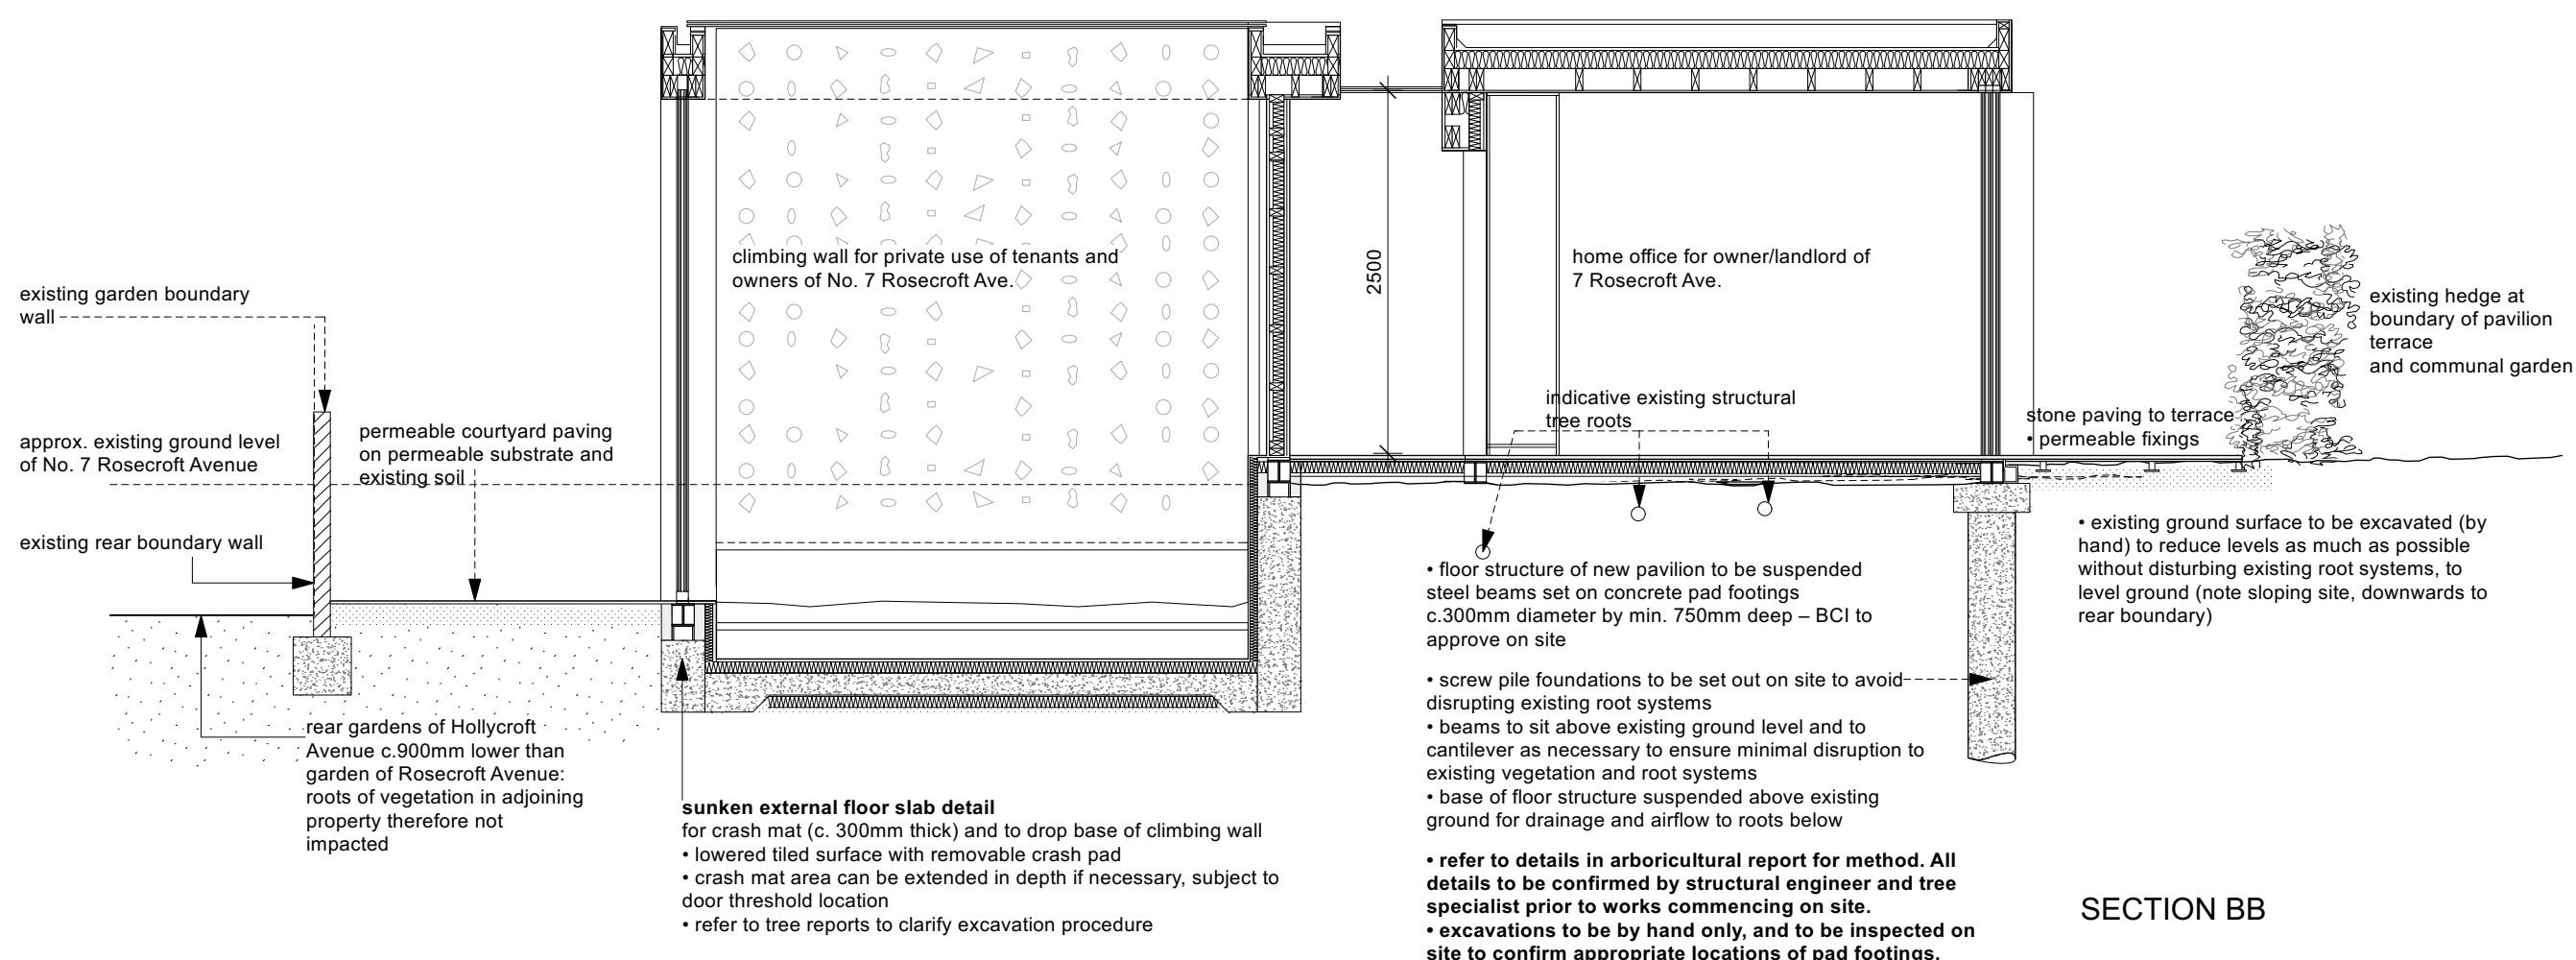 climbing wall for private use of tenants and
owners of No. 7 Rosecroft Ave.
2500
home office for owner/landlord of
7 Rosecroft Ave.
existing garden boundary
wall
existing hedge at
boundary of pavilion
terrace
and communal garden
indicative existing structural
tree roots
stone paving to terrace
• permeable fixings
approx. existing ground level
of No. 7 Rosecroft Avenue
permeable courtyard paving
on permeable substrate and
existing soil
existing rear boundary wall
• existing ground surface to be excavated (by
hand) to reduce levels as much as possible
without disturbing existing root systems, to
level ground (note sloping site, downwards to
rear boundary)
• floor structure of new pavilion to be suspended
steel beams set on concrete pad footings
c.300mm diameter by min. 750mm deep – BCI to
approve on site
• screw pile foundations to be set out on site to avoid
disrupting existing root systems
• beams to sit above existing ground level and to
cantilever as necessary to ensure minimal disruption to
existing vegetation and root systems
• base of floor structure suspended above existing
ground for drainage and airflow to roots below
• refer to details in arboricultural report for method. All
details to be confirmed by structural engineer and tree
specialist prior to works commencing on site.
• excavations to be by hand only, and to be inspected on
site to confirm appropriate locations of pad footings.
rear gardens of Hollycroft
Avenue c.900mm lower than
garden of Rosecroft Avenue:
roots of vegetation in adjoining
property therefore not
impacted
sunken external floor slab detail
for crash mat (c. 300mm thick) and to drop base of climbing wall
• lowered tiled surface with removable crash pad
• crash mat area can be extended in depth if necessary, subject to
door threshold location
• refer to tree reports to clarify excavation procedure
SECTION BB